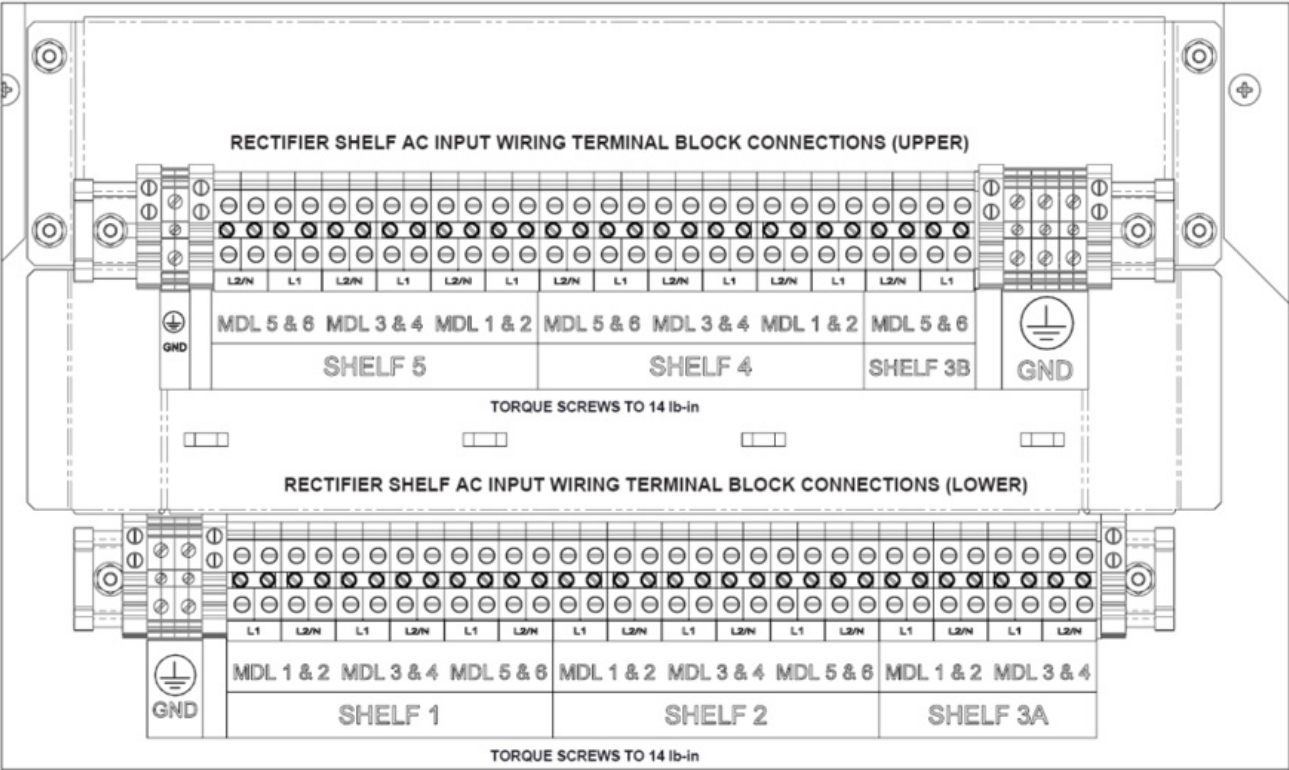 RECTIFIER SHELF AC INPUT WIRING TERMINAL BLOCK CONNECTIONS (UPPER)
L2/N L1 L2/N L1 L2/N L1 L2/N L1 L2/N L1 L2/N L1 L2/N L1
GND MDL 5 & 6 MDL 3 & 4 MDL 1 & 2 MDL 5 & 6 MDL 3 & 4 MDL 1 & 2 MDL 5 & 6
SHELF 5 SHELF 4 SHELF 3B GND
TORQUE SCREWS TO 14 lb-in
RECTIFIER SHELF AC INPUT WIRING TERMINAL BLOCK CONNECTIONS (LOWER)
L1 L2/N L1 L2/N L1 L2/N L1 L2/N L1 L2/N L1 L2/N L1 L2/N L1 L2/N
MDL 1 & 2 MDL 3 & 4 MDL 5 & 6 MDL 1 & 2 MDL 3 & 4 MDL 5 & 6 MDL 1 & 2 MDL 3 & 4
GND SHELF 1 SHELF 2 SHELF 3A
TORQUE SCREWS TO 14 lb-in